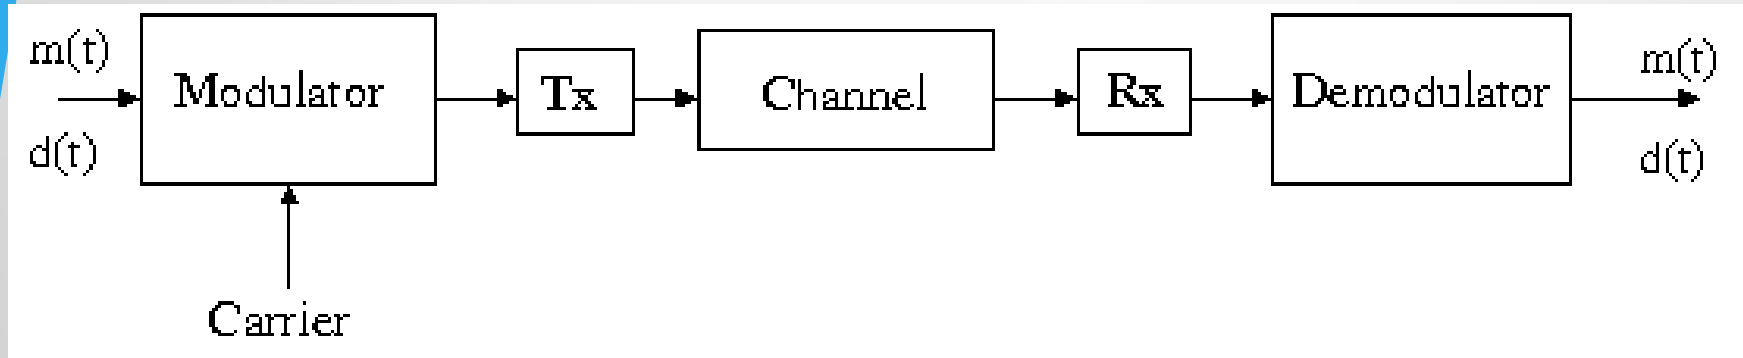 m(t)
d(t)
Modulator
Carrier
Tx
Channel
Rx
Demodulator
m(t)
d(t)